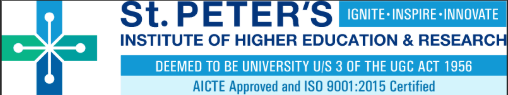 St. PETER'S IGNITE•INSPIRE•INNOVATE
INSTITUTE OF HIGHER EDUCATION & RESEARCH
DEEMED TO BE UNIVERSITY U/S 3 OF THE UGC ACT 1956
AICTE Approved and ISO 9001:2015 Certified